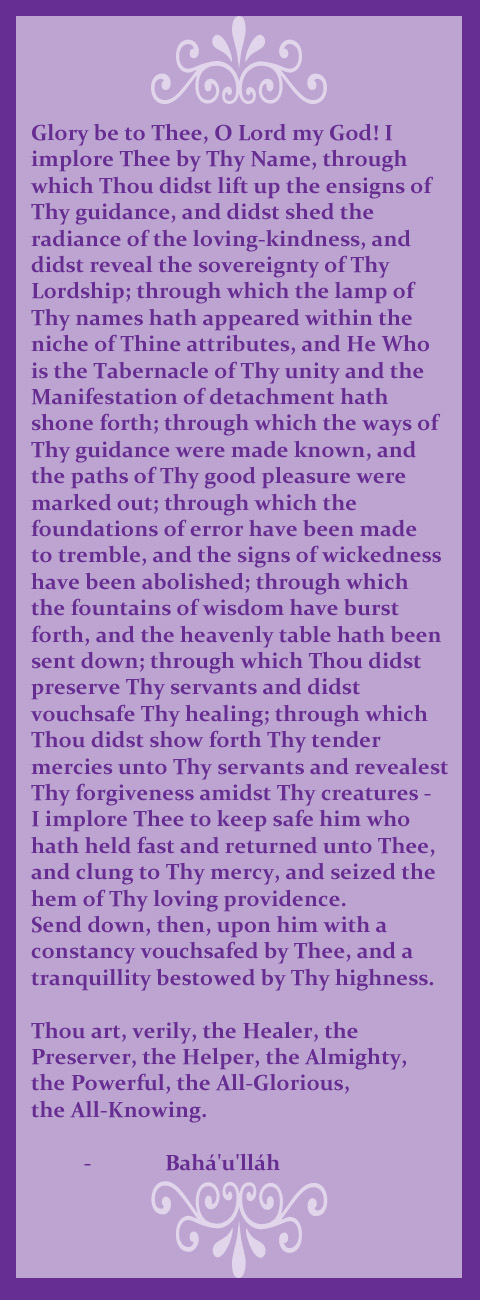 Glory be to Thee, O Lord my God! I
implore Thee by Thy Name, through
which Thou didst lift up the ensigns of
Thy guidance, and didst shed the
radiance of the loving-kindness, and
didst reveal the sovereignty of Thy
Lordship; through which the lamp of
Thy names hath appeared within the
niche of Thine attributes, and He Who
is the Tabernacle of Thy unity and the
Manifestation of detachment hath
shone forth; through which the ways of
Thy guidance were made known, and
the paths of Thy good pleasure were
marked out; through which the
foundations of error have been made
to tremble, and the signs of wickedness
have been abolished; through which
the fountains of wisdom have burst
forth, and the heavenly table hath been
sent down; through which Thou didst
preserve Thy servants and didst
vouchsafe Thy healing; through which
Thou didst show forth Thy tender
mercies unto Thy servants and revealest
Thy forgiveness amidst Thy creatures -
I implore Thee to keep safe him who
hath held fast and returned unto Thee,
and clung to Thy mercy, and seized the
hem of Thy loving providence.
Send down, then, upon him with a
constancy vouchsafed by Thee, and a
tranquillity bestowed by Thy highness.
Thou art, verily, the Healer, the
Preserver, the Helper, the Almighty,
the Powerful, the All-Glorious,
the All-Knowing.
- Bahá'u'lláh